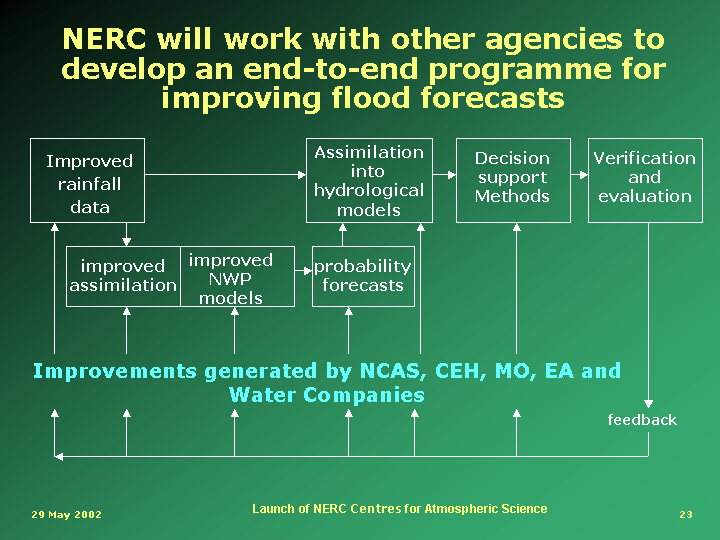 NERC will work with other agencies to
develop an end-to-end programme for
improving flood forecasts
Improved
rainfall
data
Assimilation
into
hydrological
models
Decision
support
Methods
Verification
and
evaluation
improved
assimilation
improved
NWP
models
probability
forecasts
Improvements generated by NCAS, CEH, MO, EA and
Water Companies
feedback
29 May 2002
Launch of NERC Centres for Atmospheric Science
23